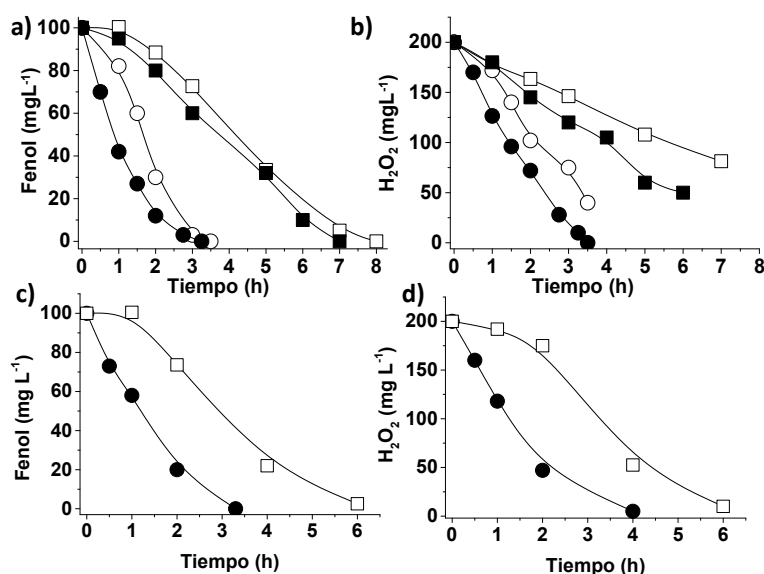 a)
100
80
60
40
20
0
Fenol (mgL-1)
0 1 2 3 4 5 6 7 8
Tiempo (h)
b)
200
150
100
50
0
H2O2 (mgL-1)
0 1 2 3 4 5 6 7 8
Tiempo (h)
c)
100
80
60
40
20
0
Fenol (mg L-1)
0 2 4 6
Tiempo (h)
d)
200
150
100
50
0
H2O2 (mg L-1)
0 1 2 3 4 5 6 7
Tiempo (h)